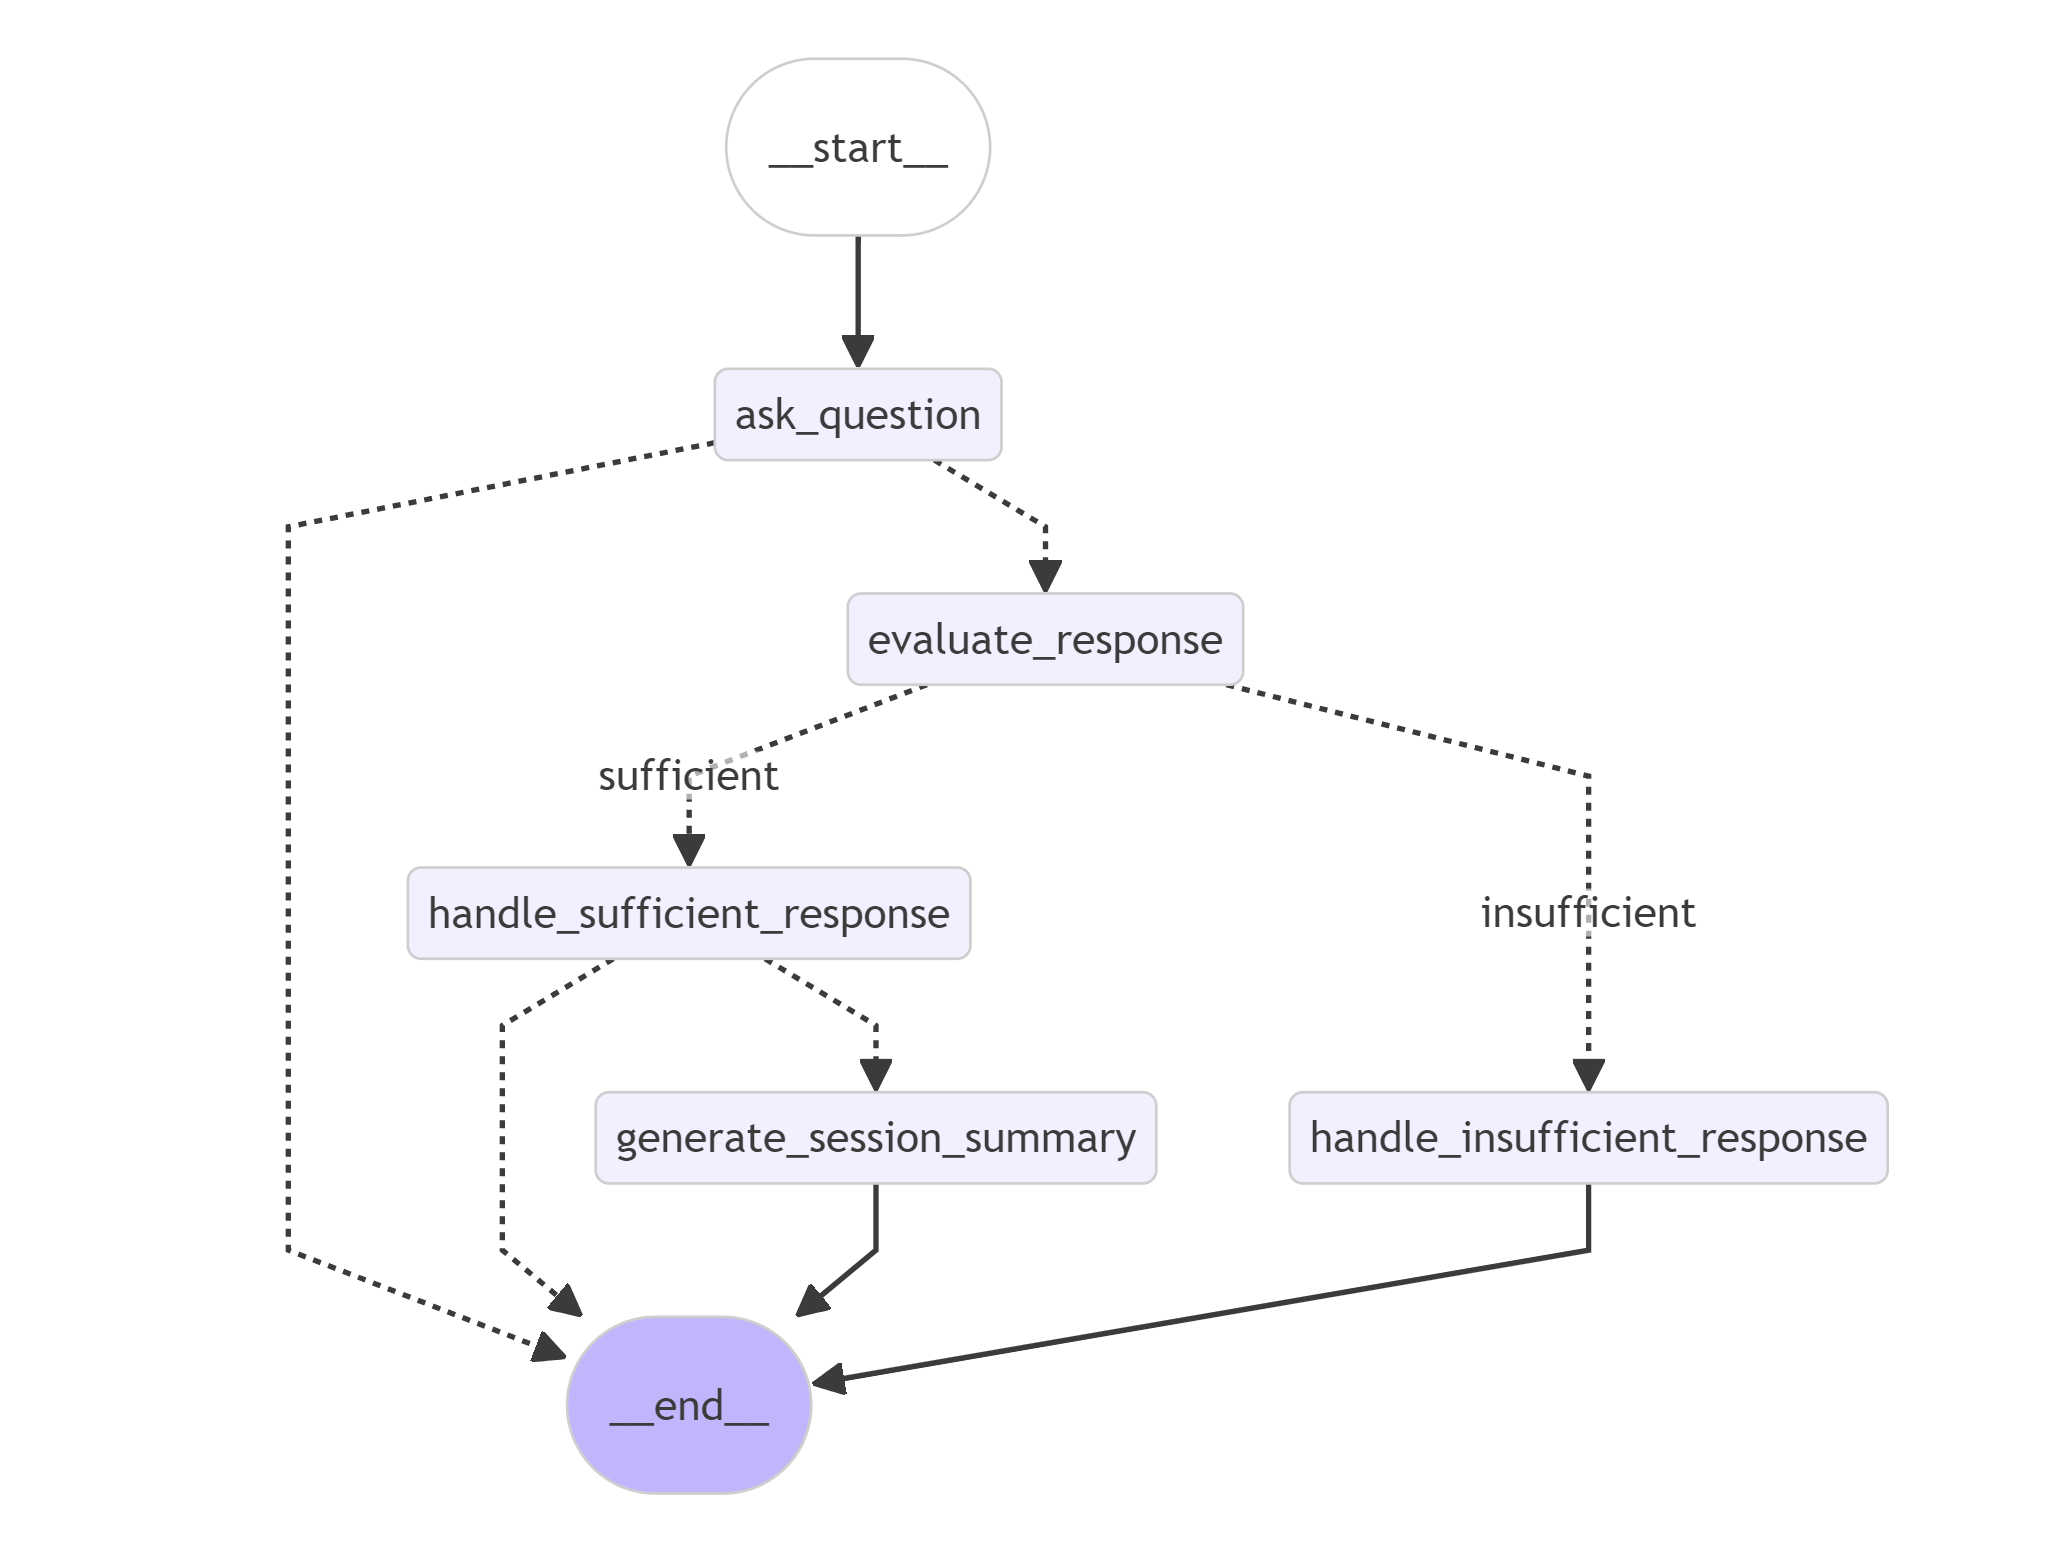 __start__
ask_question
evaluate_response
sufficient
handle_sufficient_response
insufficient
generate_session_summary
handle_insufficient_response
__end__